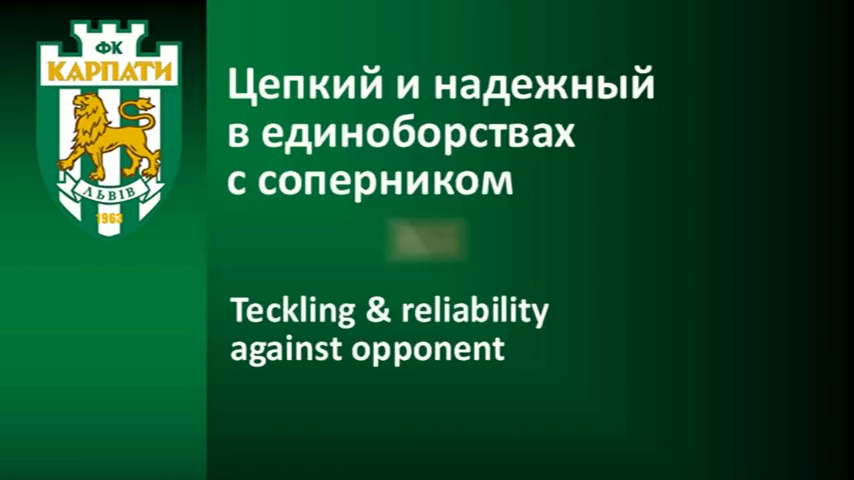 ФК
КАРПАТИ
ЛЬВІВ
1963
Цепкий и надежный
в единоборствах
с соперником
Teckling & reliability
against opponent